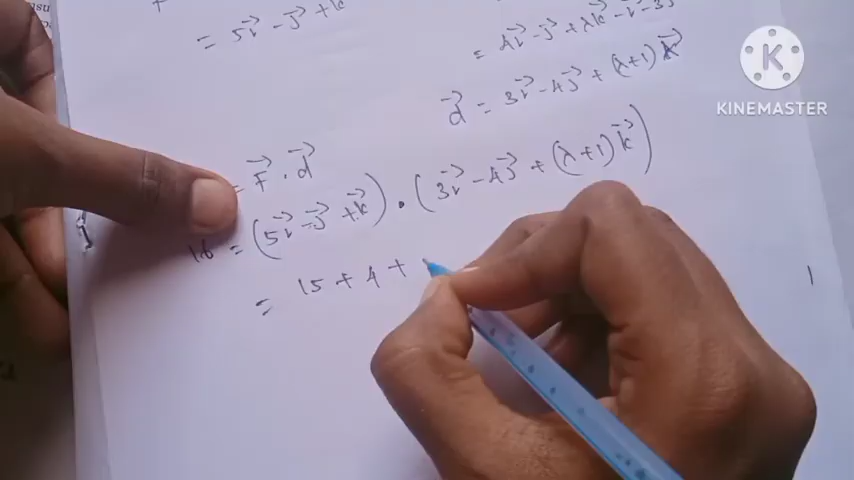 = 5i⃗ - j⃗ + k⃗
= 4i⃗ - j⃗ + λk⃗ - i⃗ - 3j⃗
d⃗ = 3i⃗ - 4j⃗ + (λ+1) k⃗
= F⃗ . d⃗
16 = (5i⃗ - j⃗ + k⃗) . (3i⃗ - 4j⃗ + (λ+1) k⃗)
= 15 + 4 +
KINEMASTER